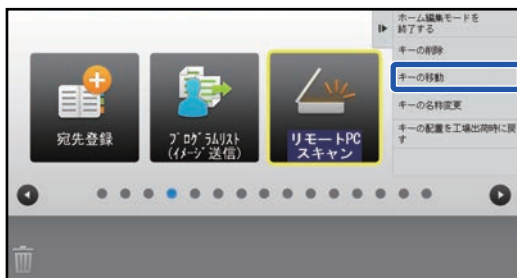 ホーム編集モードを
終了する
キーの削除
キーの移動
キーの名称変更
キーの配置を工場出荷時に戻
す
宛先登録
プログラムリスト
(イメージ送信)
リモートPC
スキャン